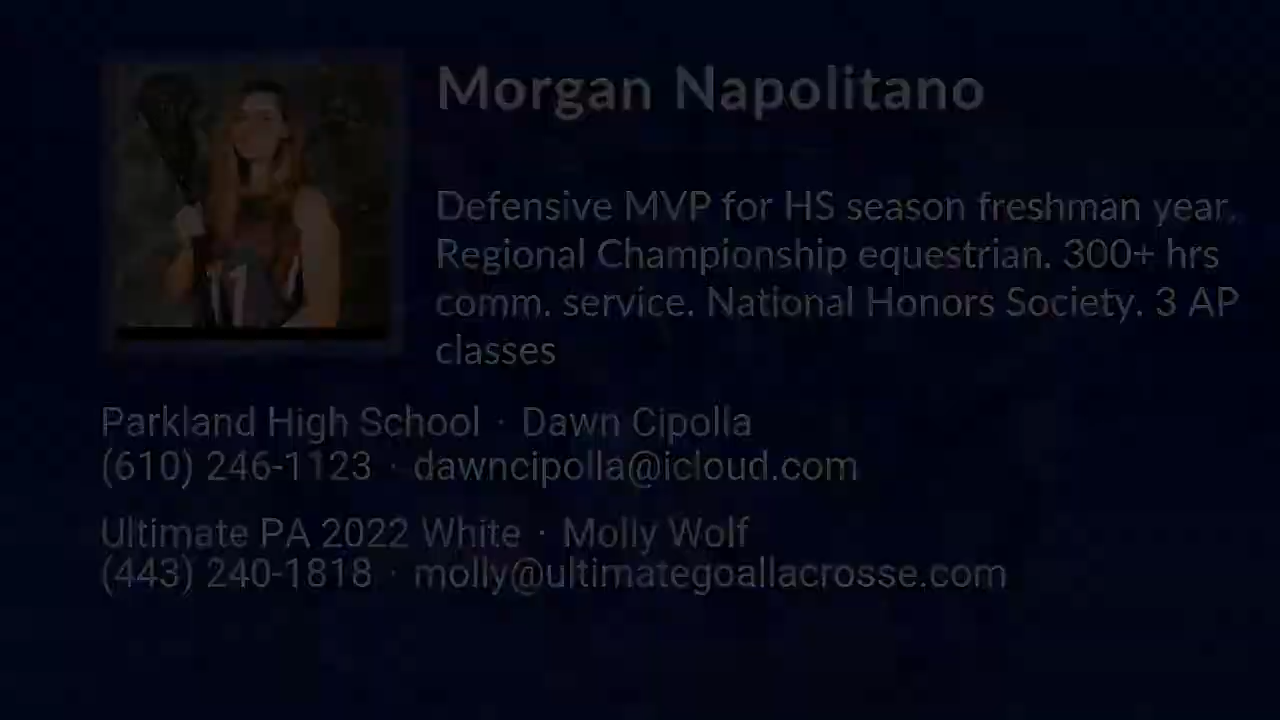 Morgan Napolitano
Defensive MVP for HS season freshman year.
Regional Championship equestrian. 300+ hrs
comm. service. National Honors Society. 3 AP
classes
Parkland High School · Dawn Cipolla
(610) 246-1123 · dawncipolla@icloud.com
Ultimate PA 2022 White · Molly Wolf
(443) 240-1818 · molly@ultimategoallacrosse.com
11